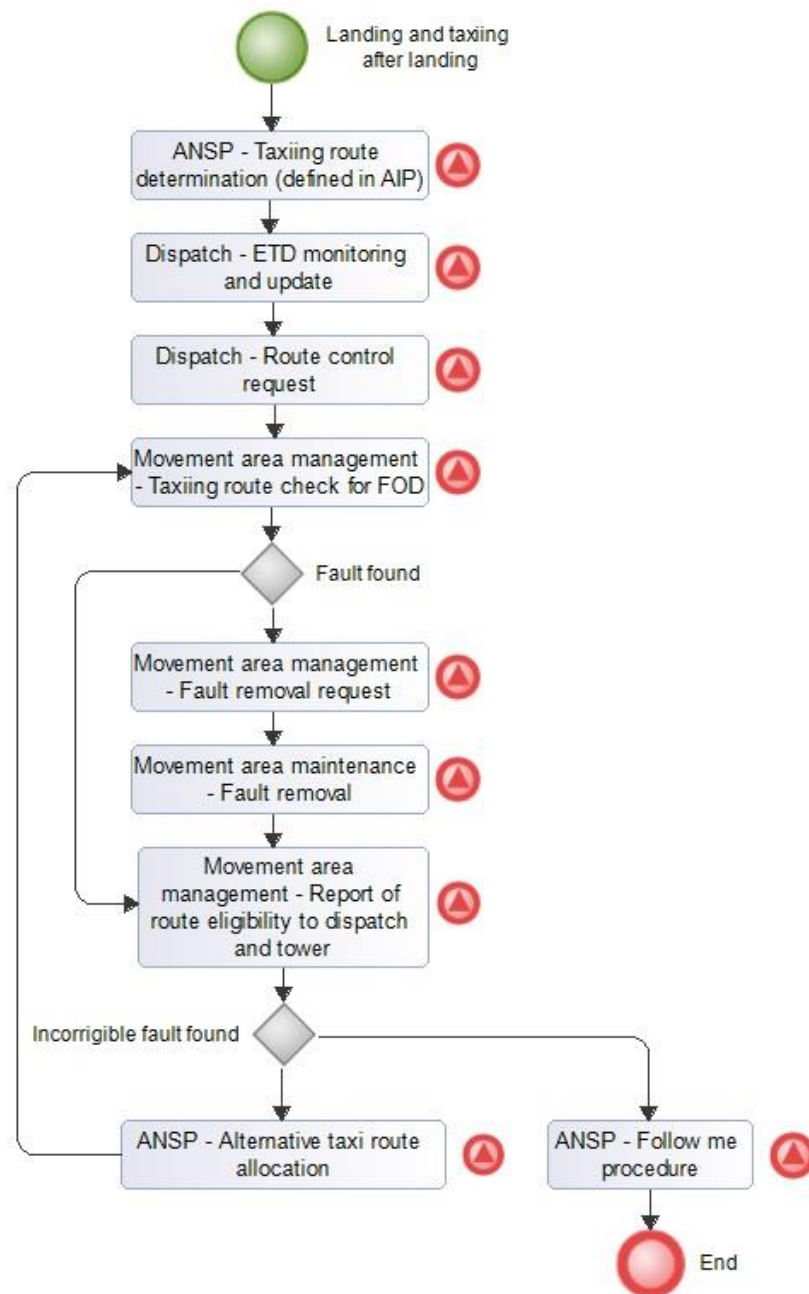 Landing and taxiing
after landing
ANSP - Taxiing route
determination (defined in AIP)
Dispatch - ETD monitoring
and update
Dispatch - Route control
request
Movement area management
- Taxiing route check for FOD
Fault found
Movement area management
- Fault removal request
Movement area maintenance
- Fault removal
Movement area
management - Report of
route eligibility to dispatch
and tower
Incorrigible fault found
ANSP - Alternative taxi route
allocation
ANSP - Follow me
procedure
End